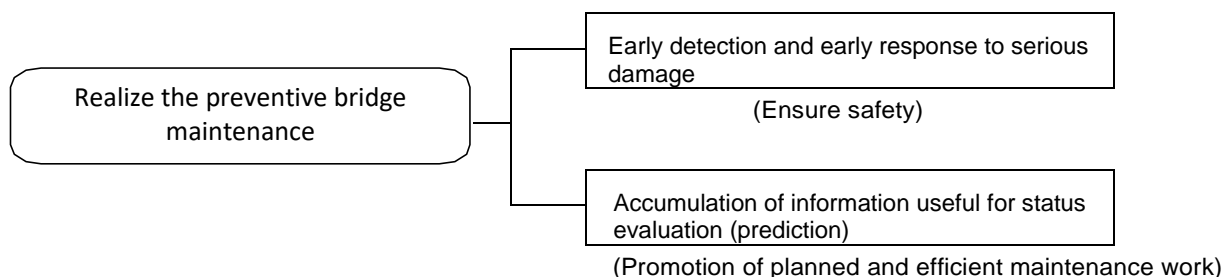 Realize the preventive bridge
maintenance
Early detection and early response to serious
damage
(Ensure safety)
Accumulation of information useful for status
evaluation (prediction)
(Promotion of planned and efficient maintenance work)